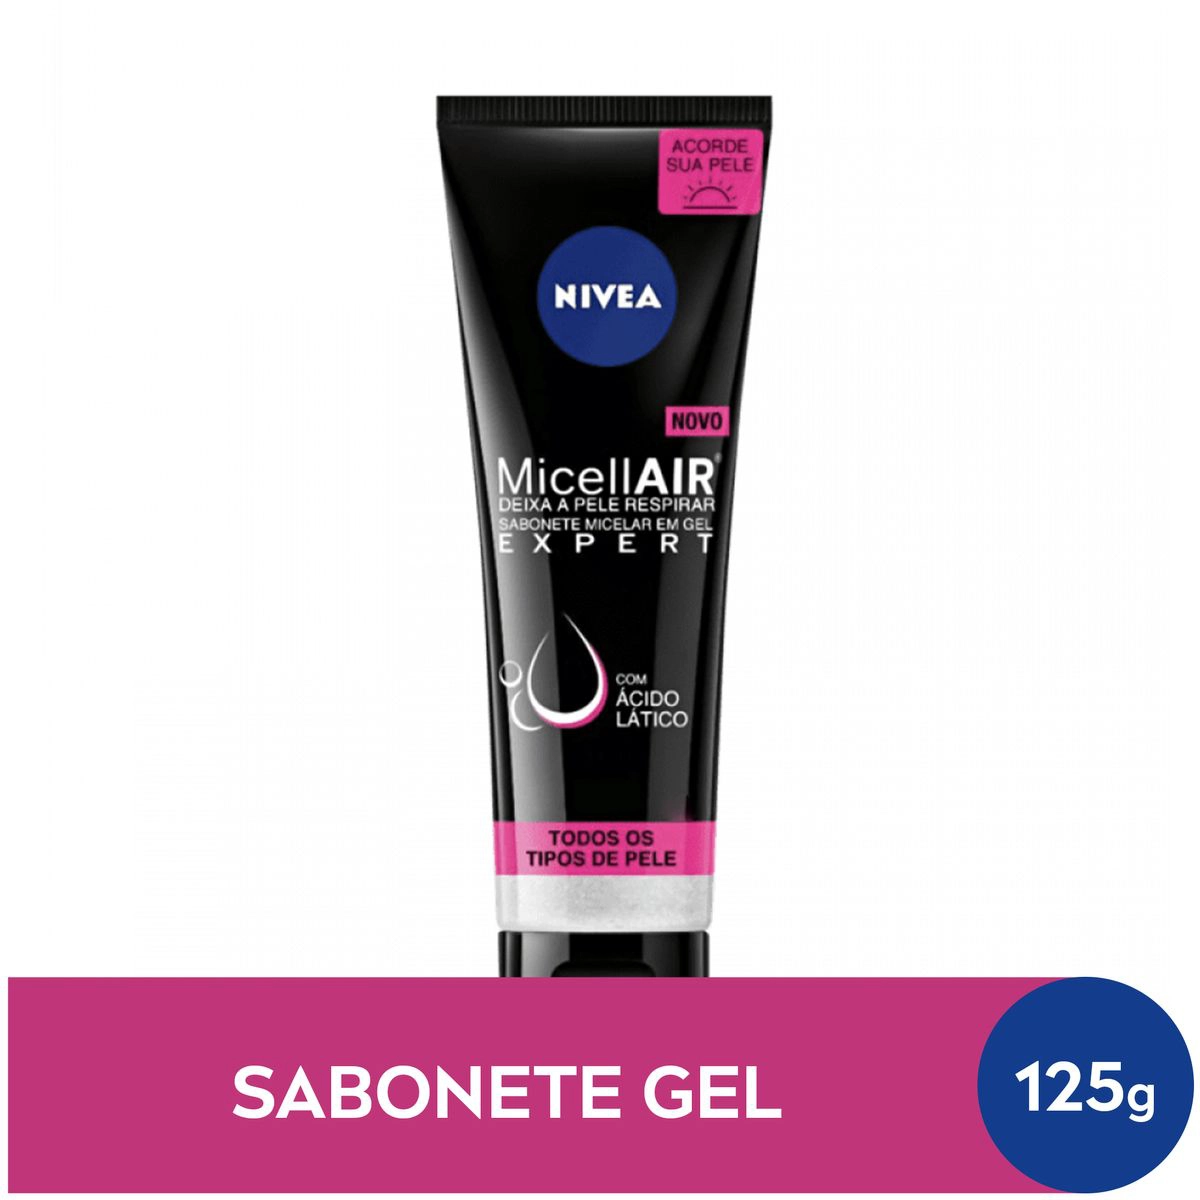 ACORDE
SUA PELE
NIVEA
NOVO
MicellAIR®
DEIXA A PELE RESPIRAR
SABONETE MICELAR EM GEL
EXPERT
COM
ÁCIDO
LÁTICO
TODOS OS
TIPOS DE PELE
SABONETE GEL
125g